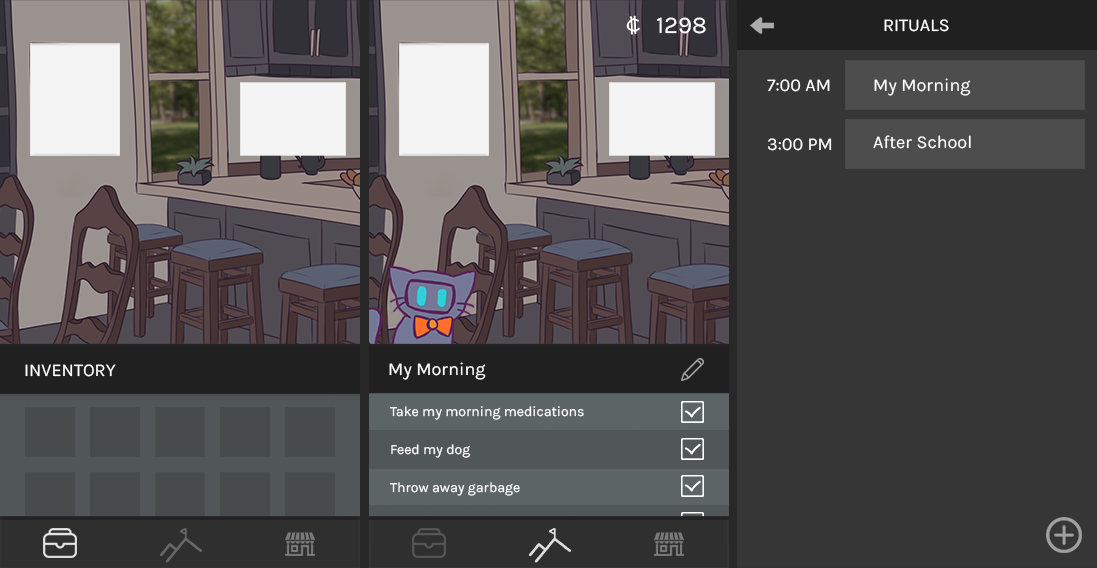 INVENTORY
₵ 1298
My Morning
Take my morning medications
Feed my dog
Throw away garbage
RITUALS
7:00 AM My Morning
3:00 PM After School